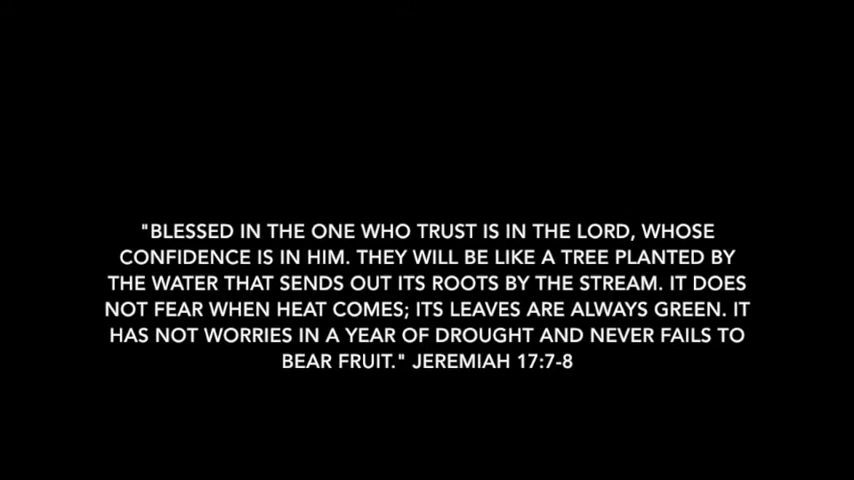 "BLESSED IN THE ONE WHO TRUST IS IN THE LORD, WHOSE
CONFIDENCE IS IN HIM. THEY WILL BE LIKE A TREE PLANTED BY
THE WATER THAT SENDS OUT ITS ROOTS BY THE STREAM. IT DOES
NOT FEAR WHEN HEAT COMES; ITS LEAVES ARE ALWAYS GREEN. IT
HAS NOT WORRIES IN A YEAR OF DROUGHT AND NEVER FAILS TO
BEAR FRUIT." JEREMIAH 17:7-8